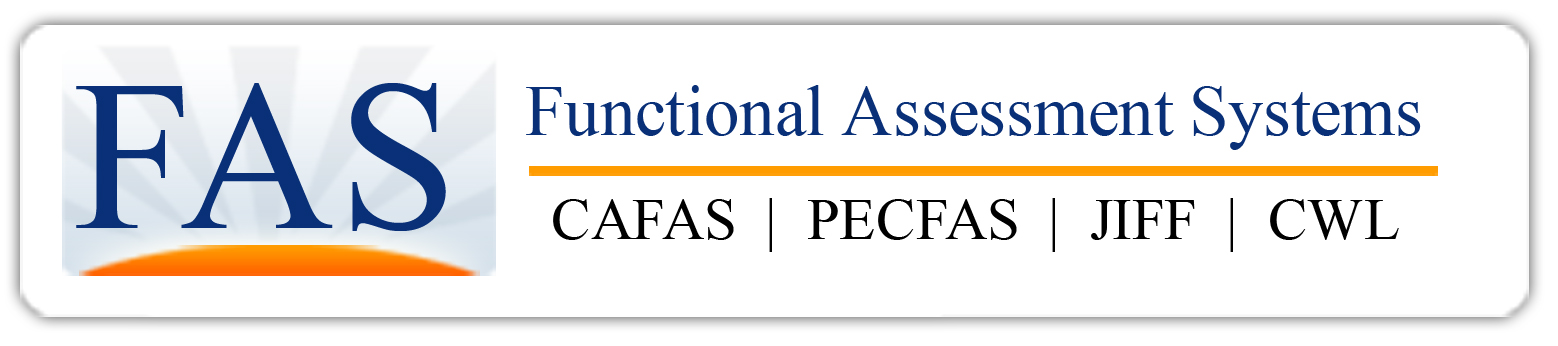 FAS
Functional Assessment Systems
CAFAS | PECFAS | JIFF | CWL